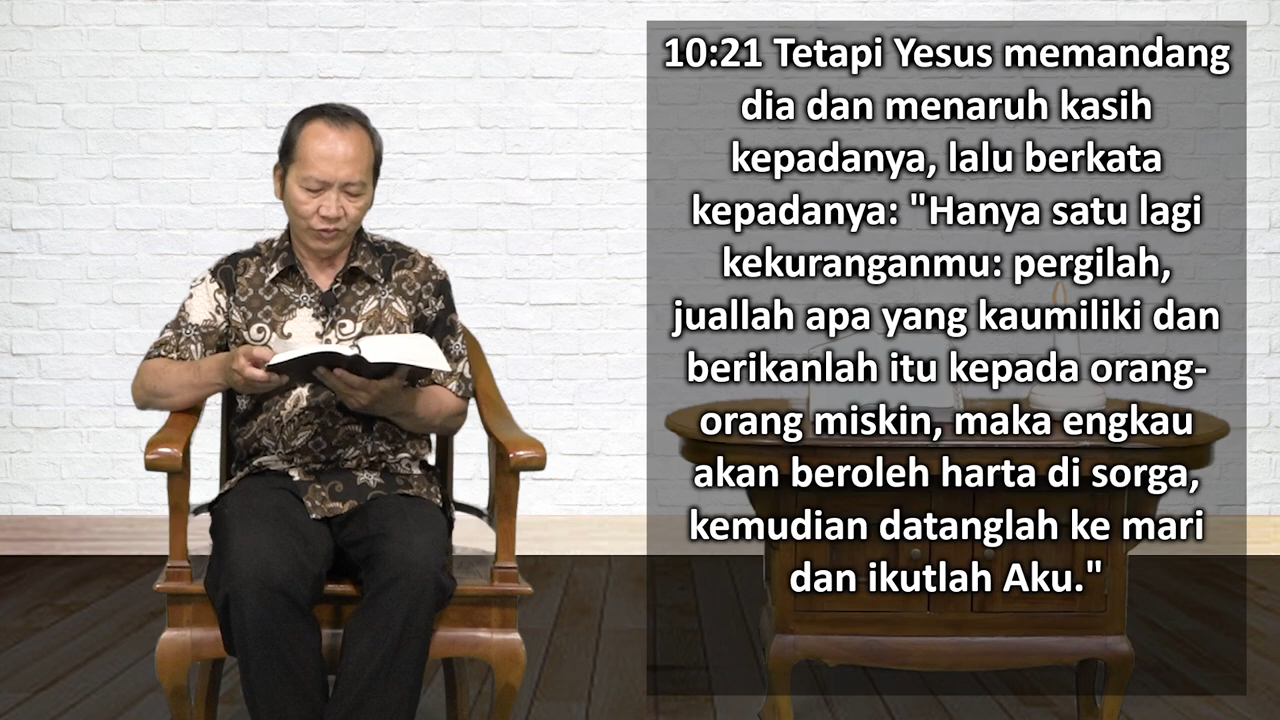 10:21 Tetapi Yesus memandang
dia dan menaruh kasih
kepadanya, lalu berkata
kepadanya: "Hanya satu lagi
kekuranganmu: pergilah,
juallah apa yang kaumiliki dan
berikanlah itu kepada orang-
orang miskin, maka engkau
akan beroleh harta di sorga,
kemudian datanglah ke mari
dan ikutlah Aku."